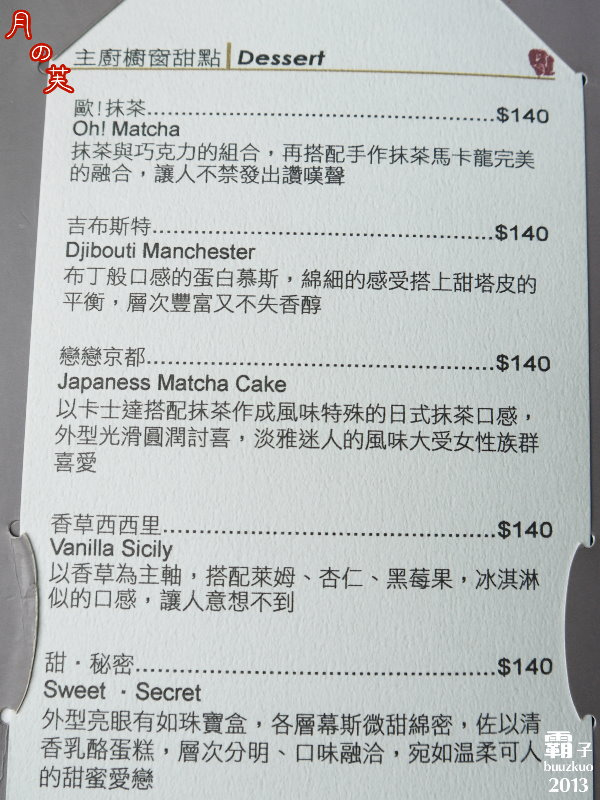 月の英
主廚櫥窗甜點 Dessert
歐!抹茶........................................$140
Oh! Matcha
抹茶與巧克力的組合，再搭配手作抹茶馬卡龍完美
的融合，讓人不禁發出讚嘆聲
吉布斯特........................................$140
Djibouti Manchester
布丁般口感的蛋白慕斯，綿細的感受搭上甜塔皮的
平衡，層次豐富又不失香醇
戀戀京都........................................$140
Japaness Matcha Cake
以卡士達搭配抹茶作成風味特殊的日式抹茶口感，
外型光滑圓潤討喜，淡雅迷人的風味大受女性族群
喜愛
香草西西里........................................$140
Vanilla Sicily
以香草為主軸，搭配萊姆、杏仁、黑莓果，冰淇淋
似的口感，讓人意想不到
甜·秘密........................................$140
Sweet ·Secret
外型亮眼有如珠寶盒，各層幕斯微甜綿密，佐以清
香乳酪蛋糕，層次分明、口味融洽，宛如溫柔可人
的甜蜜愛戀
霸子
buuzkuo
2013